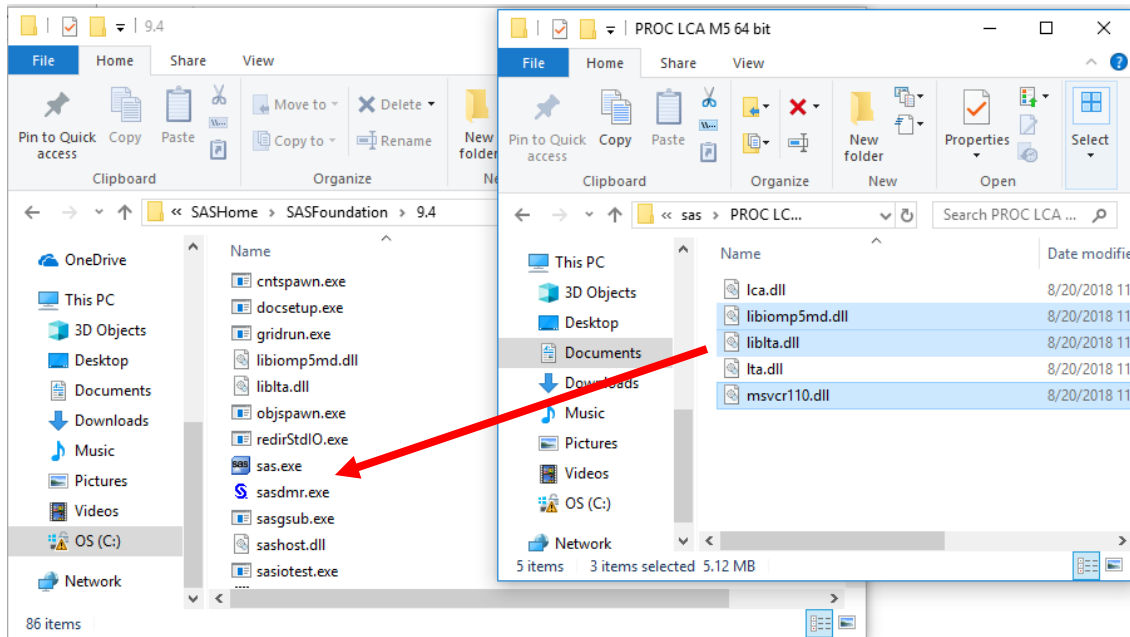 9.4
File Home Share View
Pin to Quick access
Copy
Paste
Move to
Copy to
Delete
Rename
New folder
Clipboard
Organize
« SASHome > SASFoundation > 9.4
OneDrive
This PC
3D Objects
Desktop
Documents
Downloads
Music
Pictures
Videos
OS (C:)
Network
Name
cntspawn.exe
docsetup.exe
gridrun.exe
libiomp5md.dll
liblta.dll
objspawn.exe
redirStdIO.exe
sas.exe
sasdmr.exe
sasgsub.exe
sashost.dll
sasiotest.exe
86 items
PROC LCA M5 64 bit
File Home Share View
Pin to Quick access
Copy
Paste
New folder
Properties
Select
Clipboard
Organize
New
Open
« sas > PROC LC...
Search PROC LCA ...
This PC
3D Objects
Desktop
Documents
Downloads
Music
Pictures
Videos
OS (C:)
Network
Name Date modifie
lca.dll 8/20/2018 11
libiomp5md.dll 8/20/2018 11
liblta.dll 8/20/2018 11
lta.dll 8/20/2018 11
msvcr110.dll 8/20/2018 11
5 items 3 items selected 5.12 MB